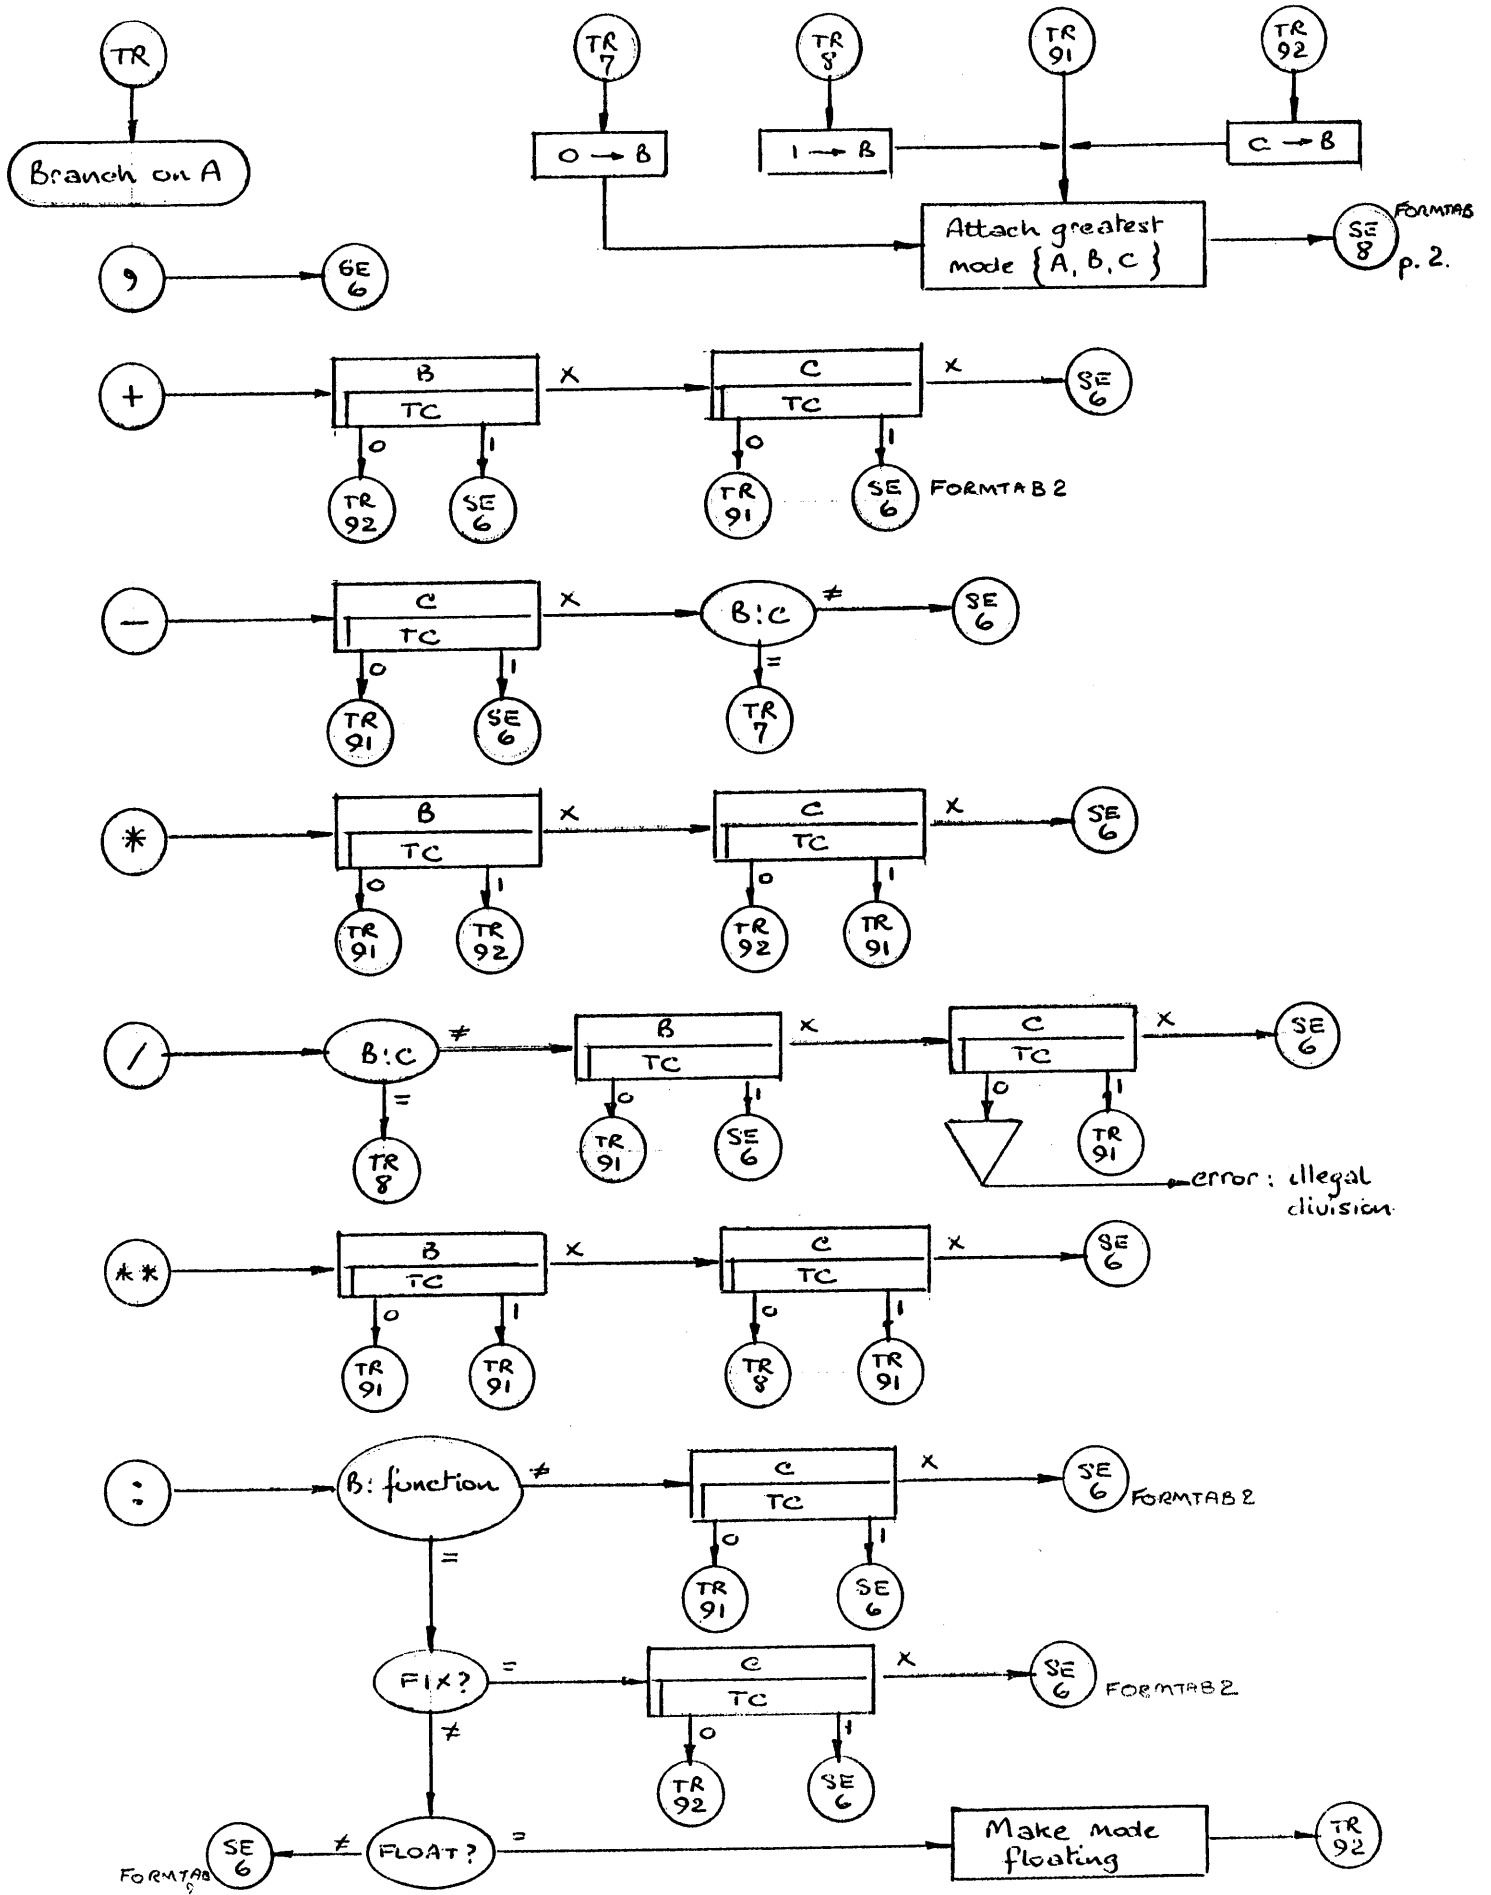 TR
TR
7
TR
8
TR
91
TR
92
Branch on A
0 → B
1 → B
C → B
Attach greatest
mode { A, B, C }
SE
8
FORMTAB
p. 2.
,
SE
6
+
B
TC
x
0
1
TR
92
SE
6
C
TC
x
0
1
TR
91
SE
6
FORMTAB 2
SE
6
−
C
TC
x
0
1
TR
91
SE
6
B:C
≠
=
TR
7
SE
6
*
B
TC
x
0
1
TR
91
TR
92
C
TC
x
0
1
TR
92
TR
91
SE
6
/
B:C
≠
=
TR
8
B
TC
x
0
1
TR
91
SE
6
C
TC
x
0
1
TR
91
error: illegal
division.
SE
6
**
B
TC
x
0
1
TR
91
TR
91
C
TC
x
0
1
TR
8
TR
91
SE
6
:
B: function
≠
=
C
TC
x
0
1
TR
91
SE
6
SE
6
FORMTAB 2
FIX?
=
≠
C
TC
x
0
1
TR
92
SE
6
SE
6
FORMTAB 2
FLOAT?
≠
=
SE
6
FORMTAB
Make mode
floating
TR
92